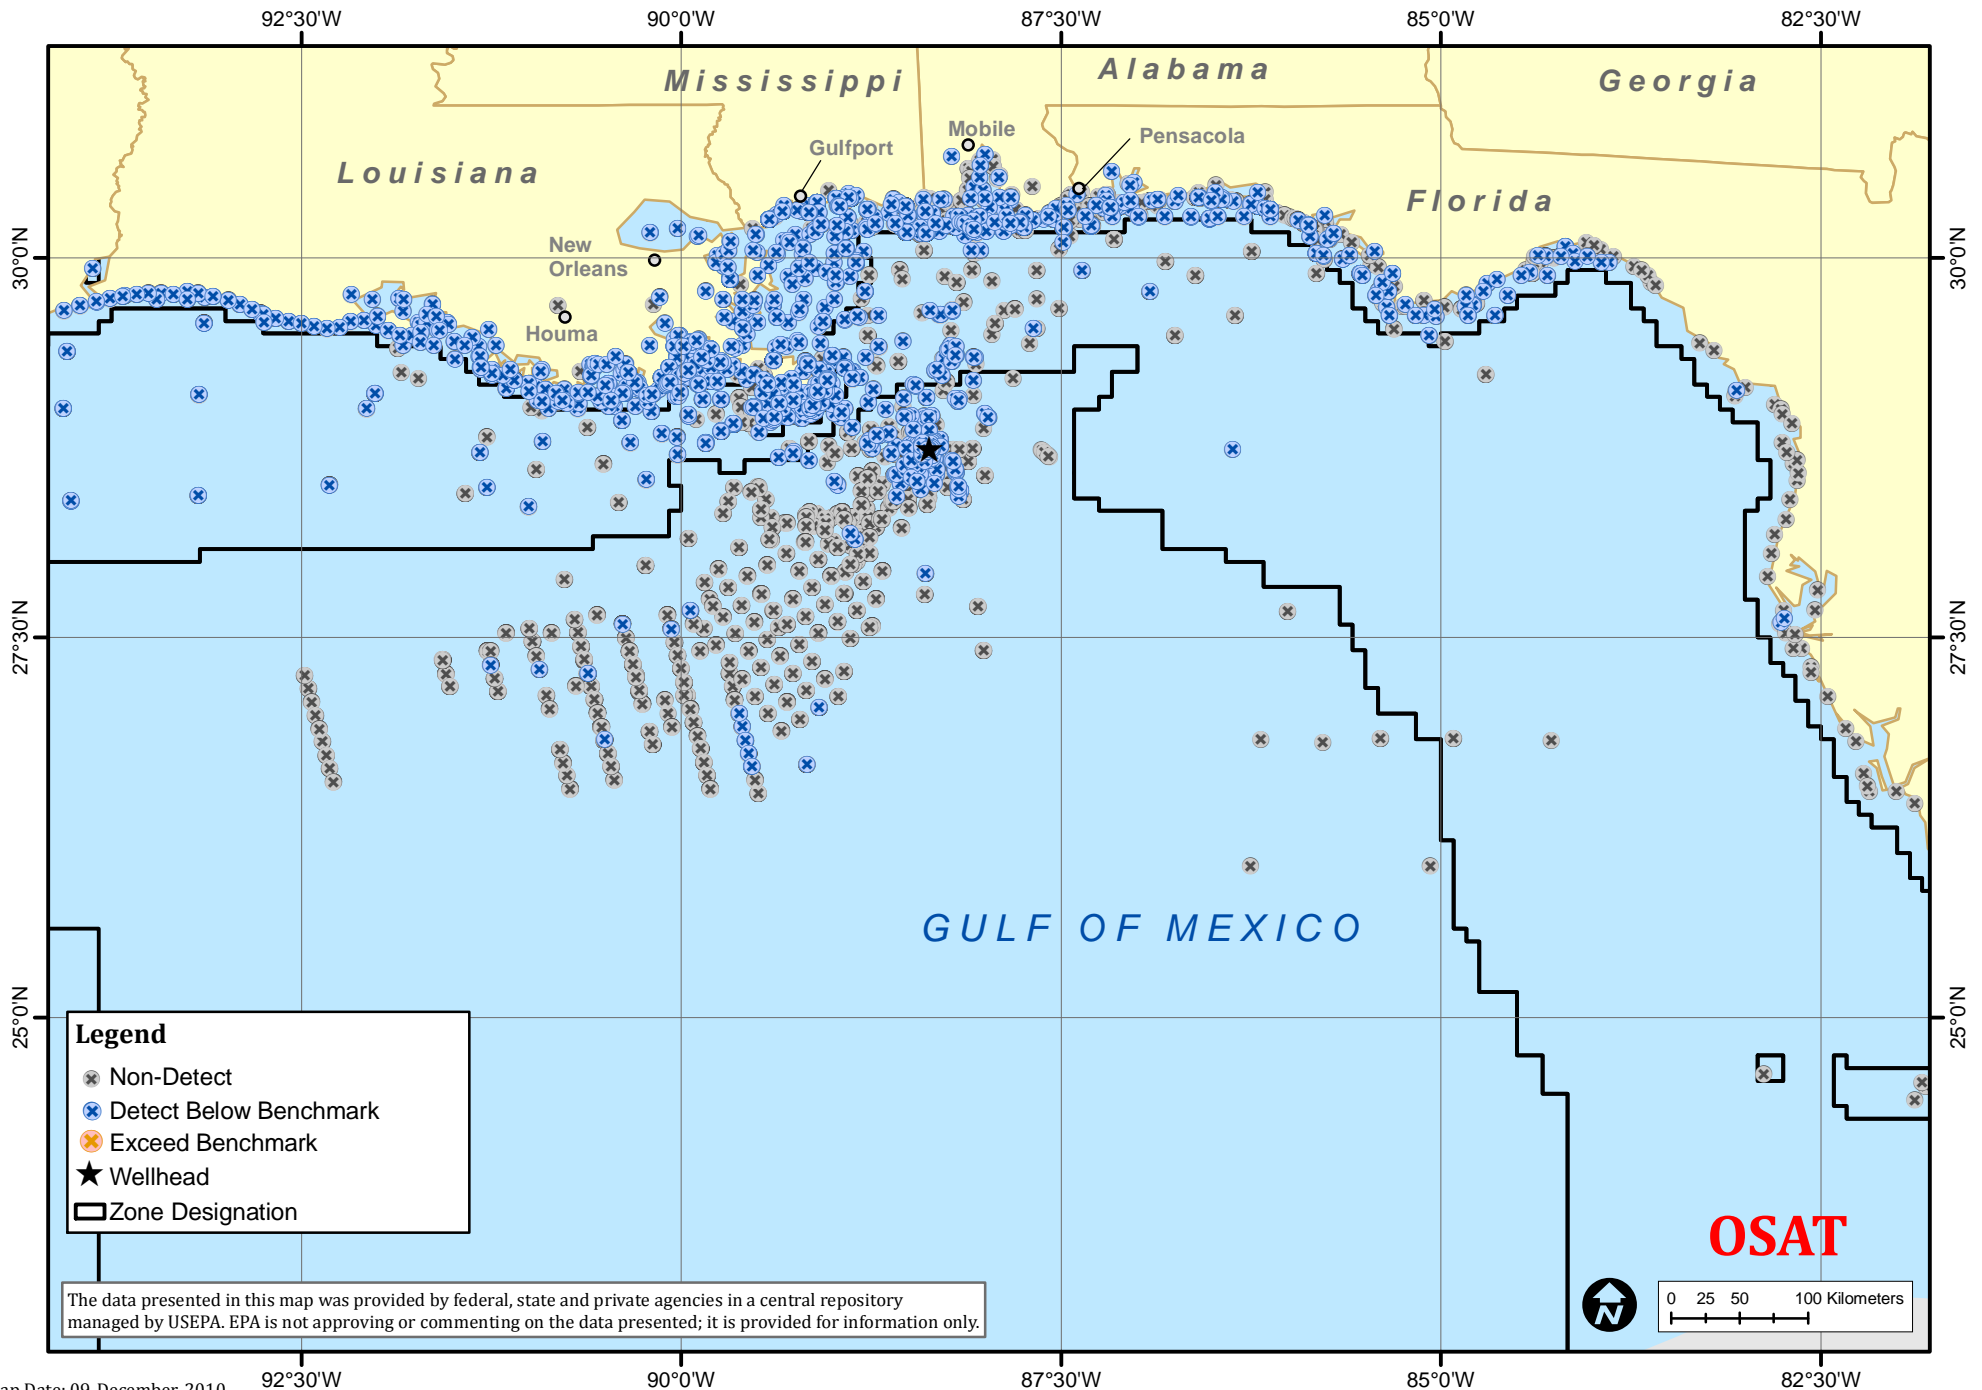 92°30'W 90°0'W 87°30'W 85°0'W 82°30'W
Mississippi
Alabama
Georgia
Louisiana
Florida
Mobile
Pensacola
Gulfport
New
Orleans
Houma
30°0'N 30°0'N
27°30'N 27°30'N
25°0'N 25°0'N
GULF OF MEXICO
Legend
Non-Detect
Detect Below Benchmark
Exceed Benchmark
Wellhead
Zone Designation
OSAT
N
0 25 50 100 Kilometers
The data presented in this map was provided by federal, state and private agencies in a central repository
managed by USEPA. EPA is not approving or commenting on the data presented; it is provided for information only.
92°30'W 90°0'W 87°30'W 85°0'W 82°30'W
Date: 09 December 2010